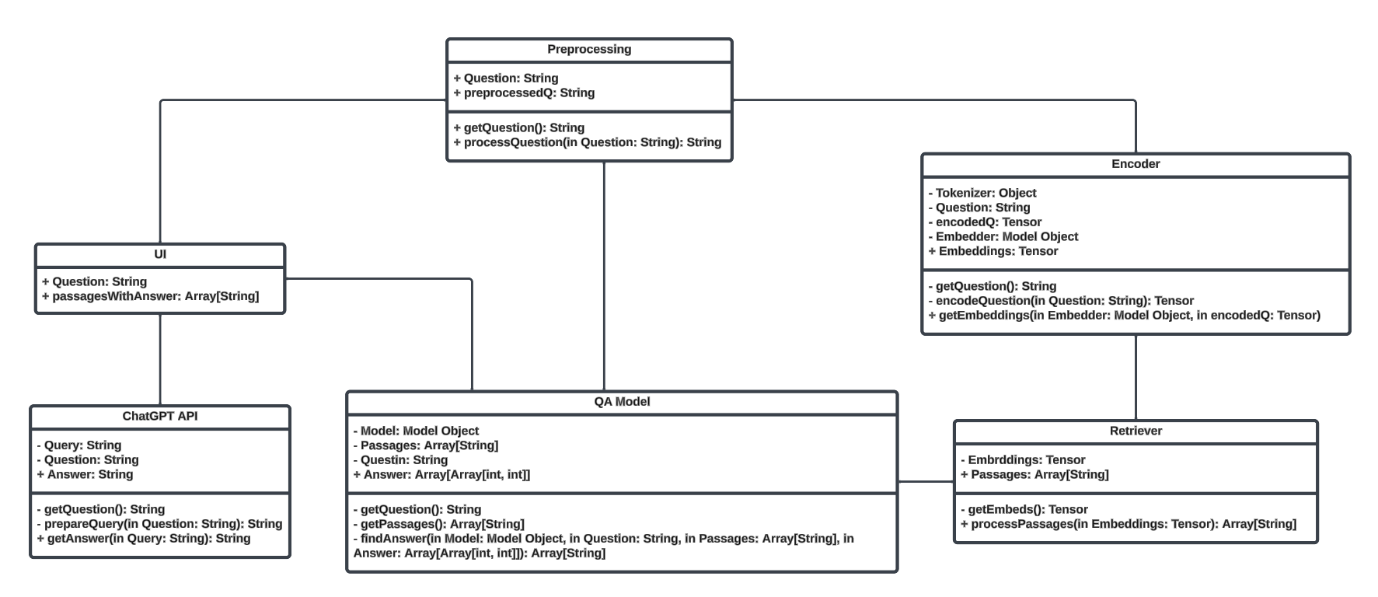 Preprocessing
+ Question: String
+ preprocessedQ: String
+ getQuestion(): String
+ processQuestion(in Question: String): String
Encoder
- Tokenizer: Object
- Question: String
- encodedQ: Tensor
- Embedder: Model Object
+ Embeddings: Tensor
- getQuestion(): String
- encodeQuestion(in Question: String): Tensor
+ getEmbeddings(in Embedder: Model Object, in encodedQ: Tensor)
UI
+ Question: String
+ passagesWithAnswer: Array[String]
ChatGPT API
- Query: String
- Question: String
+ Answer: String
- getQuestion(): String
- prepareQuery(in Question: String): String
+ getAnswer(in Query: String): String
QA Model
- Model: Model Object
- Passages: Array[String]
- Questin: String
+ Answer: Array[Array[int, int]]
- getQuestion(): String
- getPassages(): Array[String]
- findAnswer(in Model: Model Object, in Question: String, in Passages: Array[String], in
Answer: Array[Array[int, int]]): Array[String]
Retriever
- Embrddings: Tensor
+ Passages: Array[String]
- getEmbeds(): Tensor
+ processPassages(in Embeddings: Tensor): Array[String]